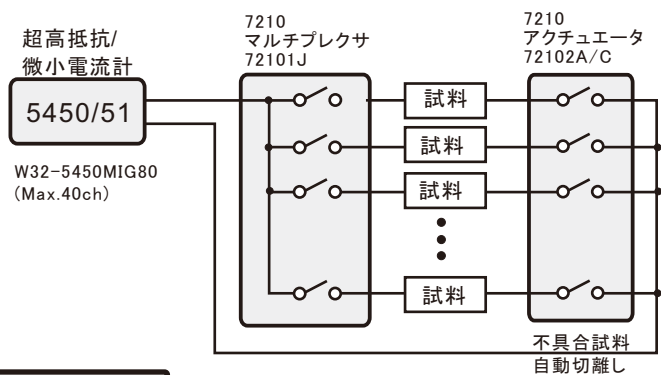 超高抵抗/
微小電流計
5450/51
W32-5450MIG80
(Max.40ch)
7210
マルチプレクサ
72101J
試料
試料
試料
試料
7210
アクチュエータ
72102A/C
不具合試料
自動切離し